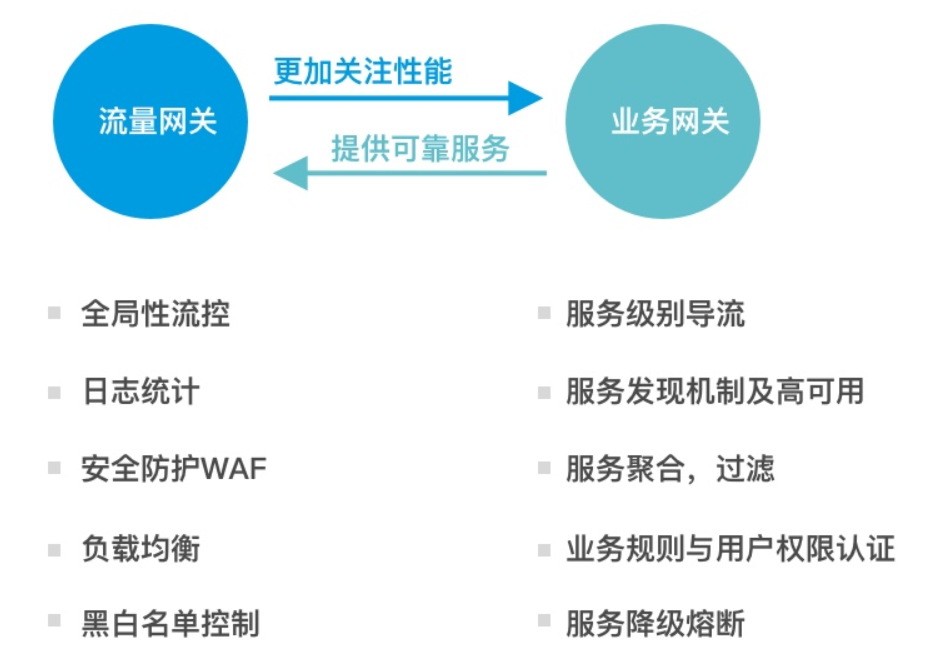 更加关注性能
流量网关
业务网关
提供可靠服务
全局性流控
服务级别导流
日志统计
服务发现机制及高可用
安全防护WAF
服务聚合，过滤
负载均衡
业务规则与用户权限认证
黑白名单控制
服务降级熔断